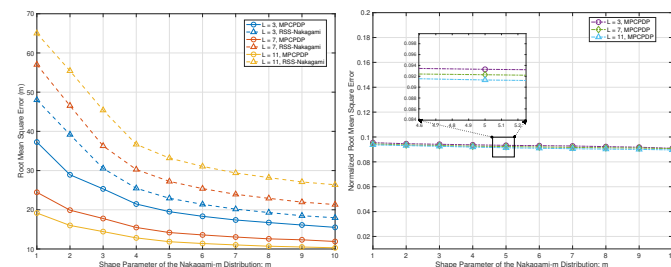 70
60
50
40
30
20
10
Root Mean Square Error (m)
L = 3, MPCPDP
L = 3, RSS-Nakagami
L = 7, MPCPDP
L = 7, RSS-Nakagami
L = 11, MPCPDP
L = 11, RSS-Nakagami
1 2 3 4 5 6 7 8 9 10
Shape Parameter of the Nakagami-m Distribution: m
0.2
0.18
0.16
0.14
0.12
0.1
0.08
0.06
0.04
0.02
Normalized Root Mean Square Error
L = 3, MPCPDP
L = 7, MPCPDP
L = 11, MPCPDP
0.098
0.096
0.094
0.092
0.09
0.088
0.086
0.084
4.8 4.9 5 5.1 5.2
1 2 3 4 5 6 7 8 9
Shape Parameter of the Nakagami-m Distribution: m